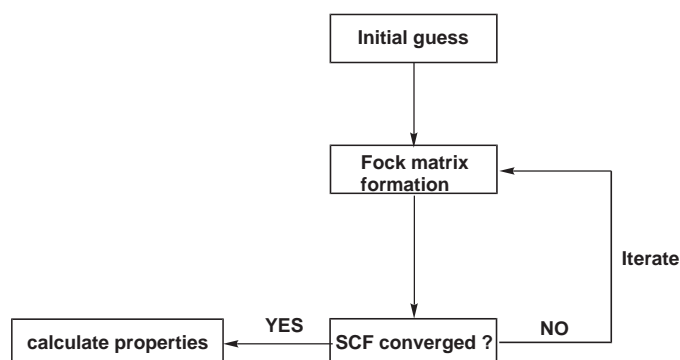 Initial guess
Fock matrix
formation
Iterate
YES
NO
calculate properties
SCF converged ?